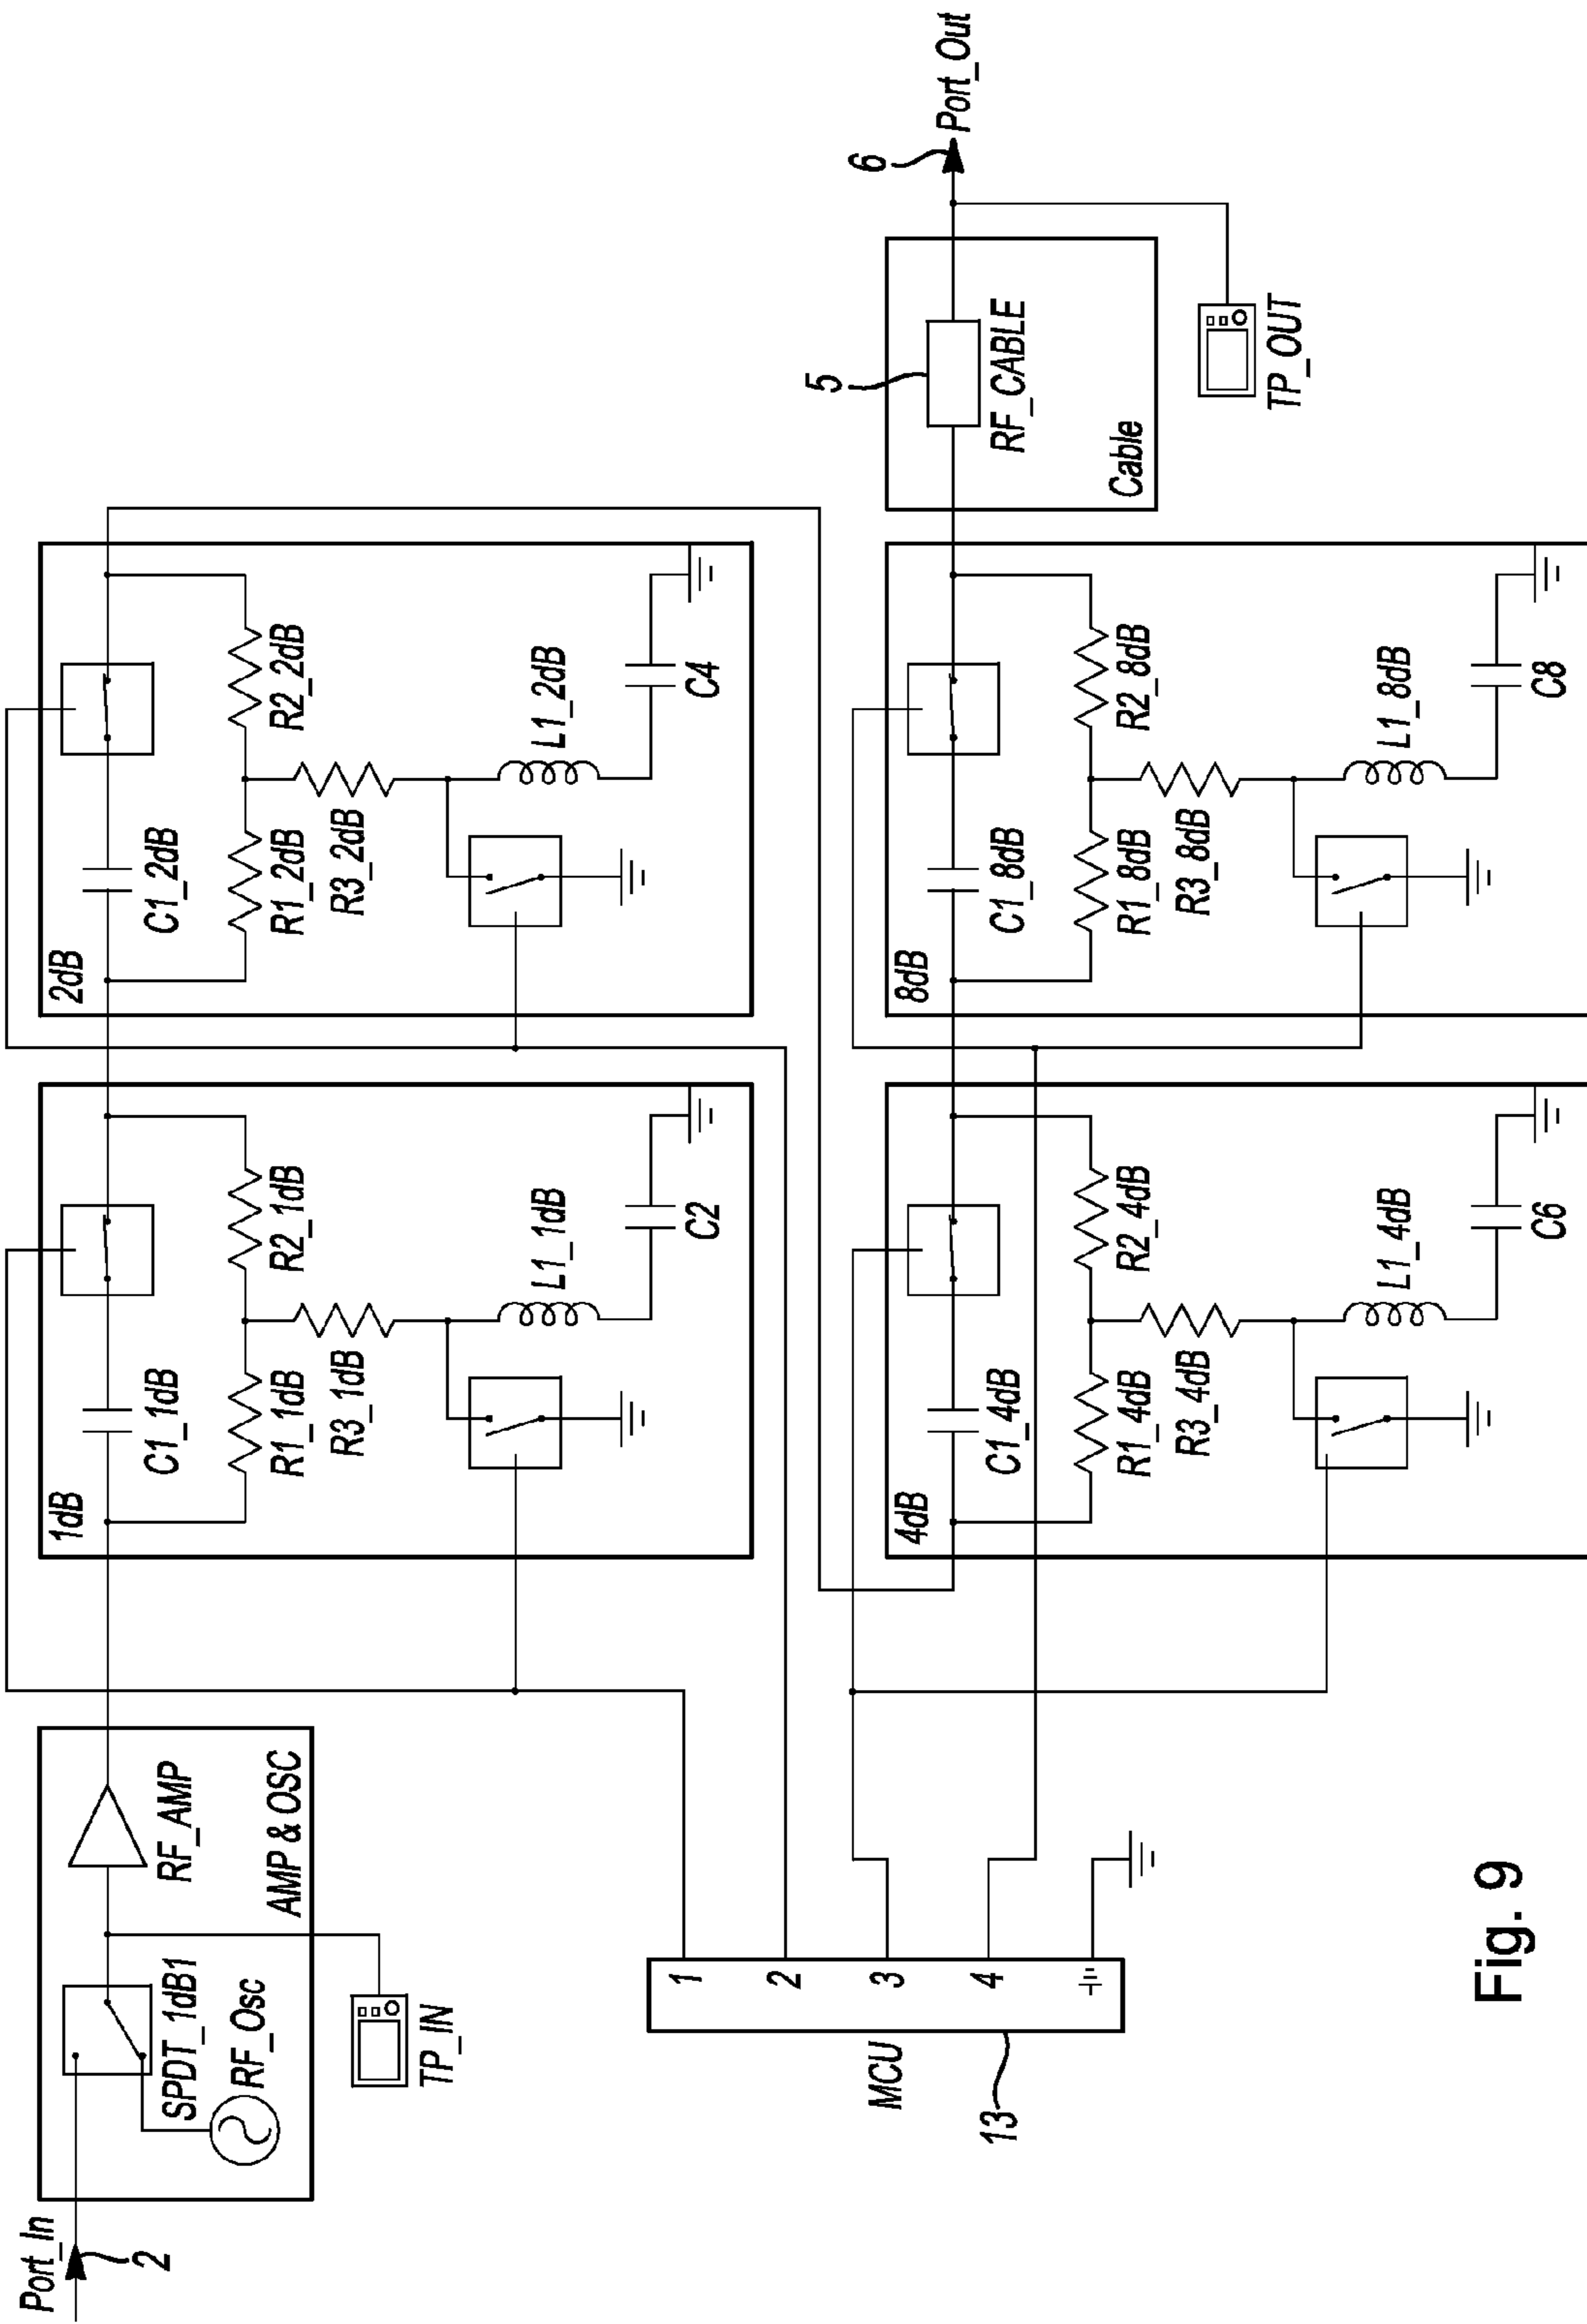 Port_In
2
SPDT_1dB1
RF_Osc
RF_AMP
AMP & OSC
TP_IN
1dB
C1_1dB
R1_1dB
R2_1dB
R3_1dB
L1_1dB
C2
2dB
C1_2dB
R1_2dB
R2_2dB
R3_2dB
L1_2dB
C4
MCU
13
1
2
3
4
4dB
C1_4dB
R1_4dB
R2_4dB
R3_4dB
L1_4dB
C6
8dB
C1_8dB
R1_8dB
R2_8dB
R3_8dB
L1_8dB
C8
5
RF_CABLE
Cable
6
Port_Out
TP_OUT
Fig. 9